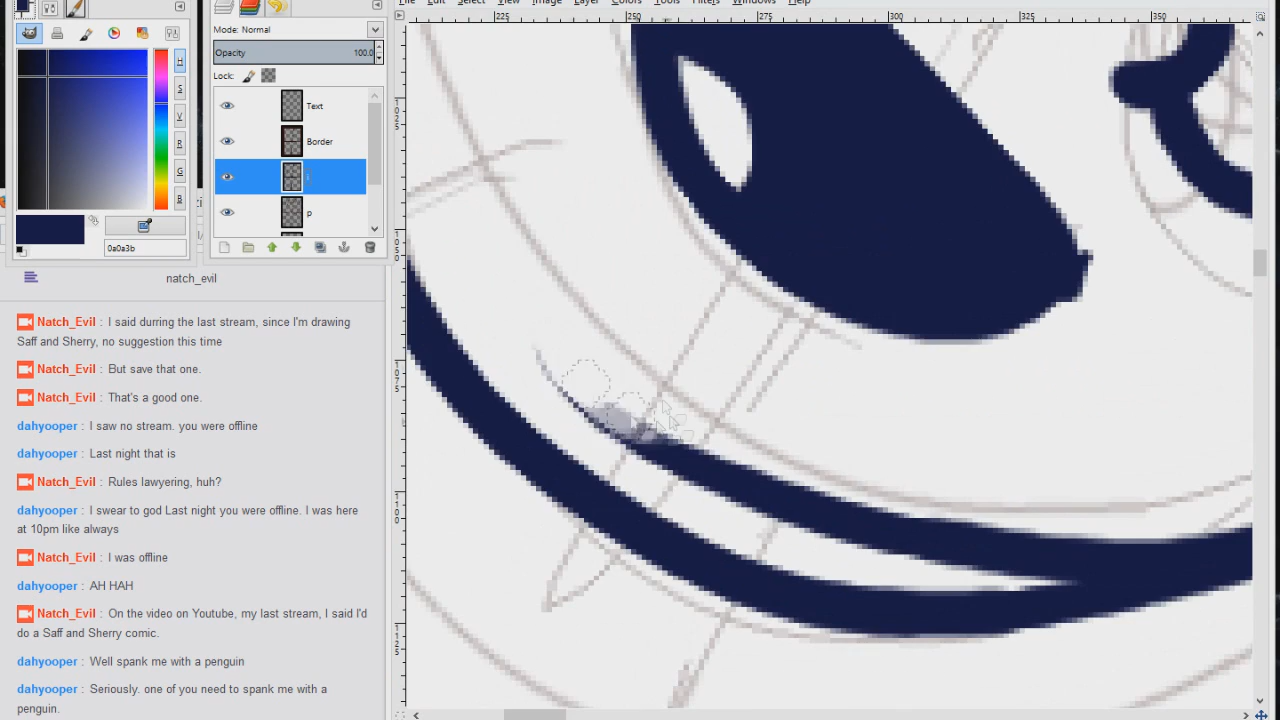 File Edit Select View Image Layer Colors Tools Filters Windows Help
225 250 275 300 325 350
Mode: Normal
Opacity 100.0
Lock:
Text
Border
i
p
H
S
V
R
G
B
0a0a3b
natch_evil
Natch_Evil : I said durring the last stream, since I'm drawing
Saff and Sherry, no suggestion this time
Natch_Evil : But save that one.
Natch_Evil : That's a good one.
dahyooper : I saw no stream. you were offline
dahyooper : Last night that is
Natch_Evil : Rules lawyering, huh?
dahyooper : I swear to god Last night you were offline. I was here
at 10pm like always
Natch_Evil : I was offline
dahyooper : AH HAH
Natch_Evil : On the video on Youtube, my last stream, I said I'd
do a Saff and Sherry comic.
dahyooper : Well spank me with a penguin
dahyooper : Seriously. one of you need to spank me with a
penguin.